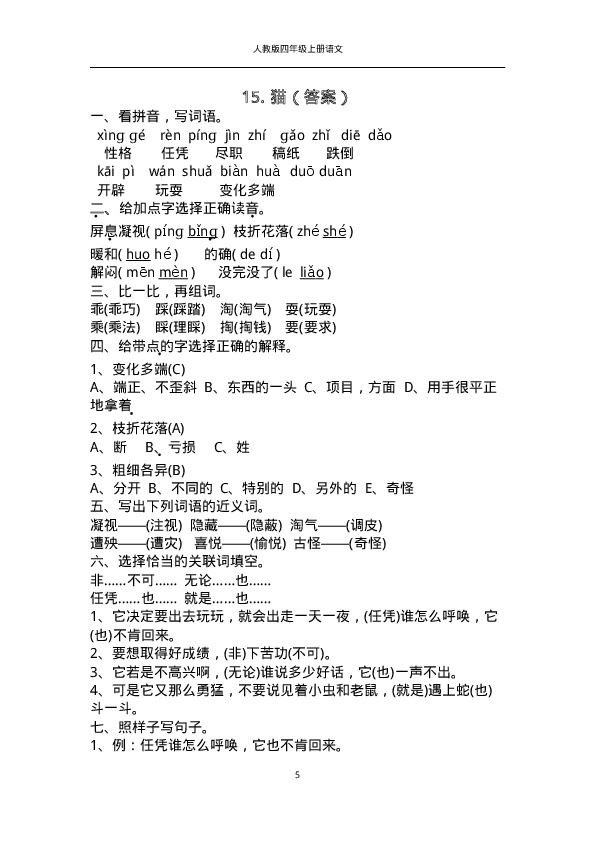 人教版四年级上册语文
15. 猫（答案）
一、看拼音，写词语。
xìng gé rèn píng jìn zhí gǎo zhǐ diē dǎo
性格 任凭 尽职 稿纸 跌倒
kāi pì wán shuǎ biàn huà duō duān
开辟 玩耍 变化多端
二、给加点字选择正确读音。
屏息凝视( píng bǐng ) 枝折花落( zhé shé )
暖和( huo hé ) 的确( de dí )
解闷( mēn mèn ) 没完没了( le liǎo )
三、比一比，再组词。
乖(乖巧) 踩(踩踏) 淘(淘气) 耍(玩耍)
乘(乘法) 睬(理睬) 掏(掏钱) 要(要求)
四、给带点的字选择正确的解释。
1、变化多端(C)
A、端正、不歪斜 B、东西的一头 C、项目，方面 D、用手很平正
地拿着
2、枝折花落(A)
A、断 B、亏损 C、姓
3、粗细各异(B)
A、分开 B、不同的 C、特别的 D、另外的 E、奇怪
五、写出下列词语的近义词。
凝视——(注视) 隐藏——(隐蔽) 淘气——(调皮)
遭殃——(遭灾) 喜悦——(愉悦) 古怪——(奇怪)
六、选择恰当的关联词填空。
非……不可…… 无论……也……
任凭……也…… 就是……也……
1、它决定要出去玩玩，就会出走一天一夜，(任凭)谁怎么呼唤，它
(也)不肯回来。
2、要想取得好成绩，(非)下苦功(不可)。
3、它若是不高兴啊，(无论)谁说多少好话，它(也)一声不出。
4、可是它又那么勇猛，不要说见着小虫和老鼠，(就是)遇上蛇(也)
斗一斗。
七、照样子写句子。
1、例：任凭谁怎么呼唤，它也不肯回来。
5